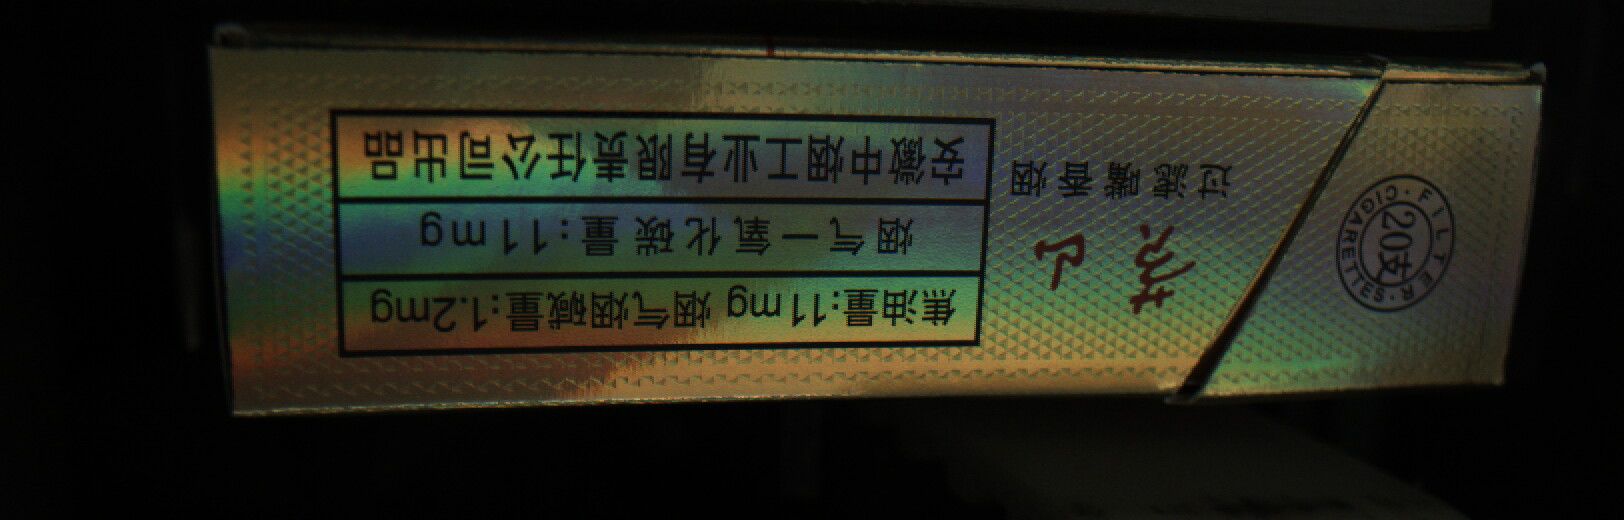 FILTER · CIGARETTES ·
20支
黄山
过滤嘴香烟
焦油量:11mg 烟气烟碱量:1.2mg
烟气一氧化碳量:11mg
安徽中烟工业有限责任公司出品